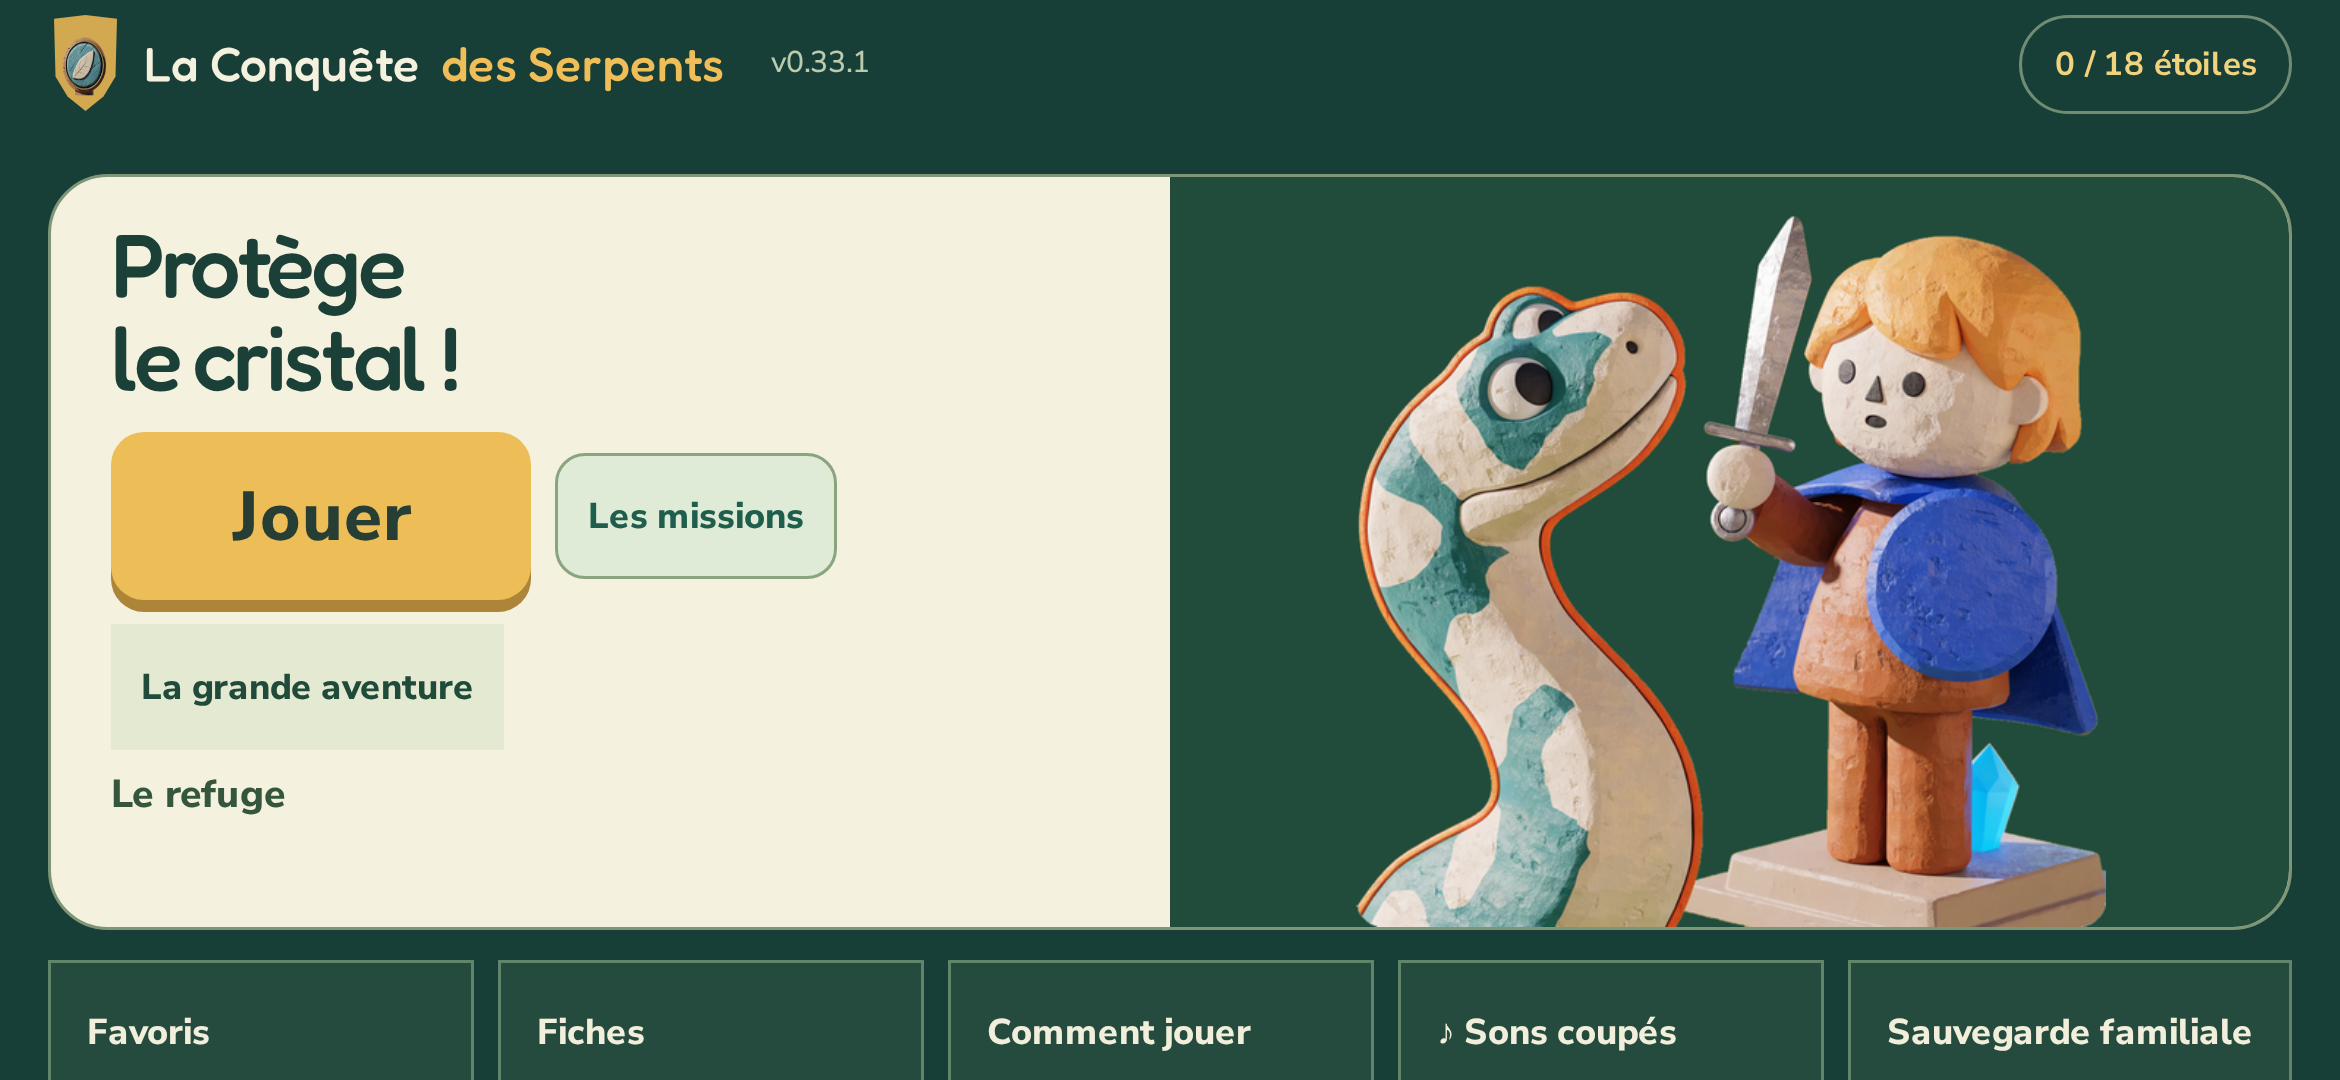 La Conquête des Serpents v0.33.1
0 / 18 étoiles
Protège
le cristal !
Jouer
Les missions
La grande aventure
Le refuge
Favoris
Fiches
Comment jouer
♪ Sons coupés
Sauvegarde familiale